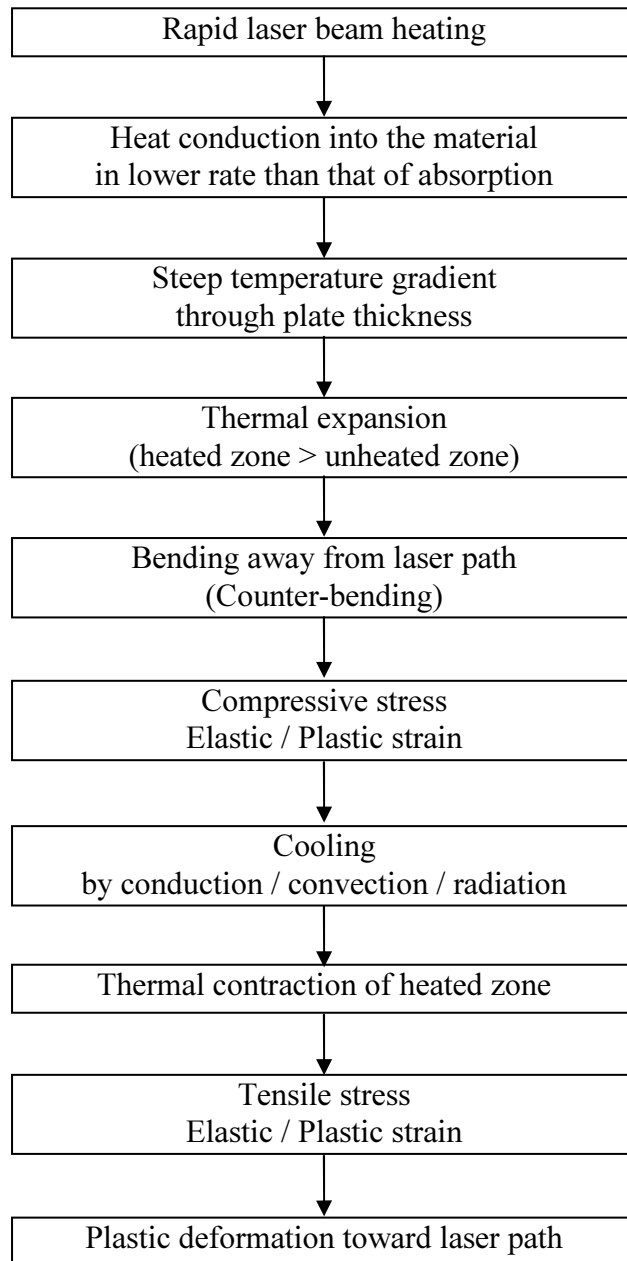 Rapid laser beam heating
Heat conduction into the material
in lower rate than that of absorption
Steep temperature gradient
through plate thickness
Thermal expansion
(heated zone > unheated zone)
Bending away from laser path
(Counter-bending)
Compressive stress
Elastic / Plastic strain
Cooling
by conduction / convection / radiation
Thermal contraction of heated zone
Tensile stress
Elastic / Plastic strain
Plastic deformation toward laser path